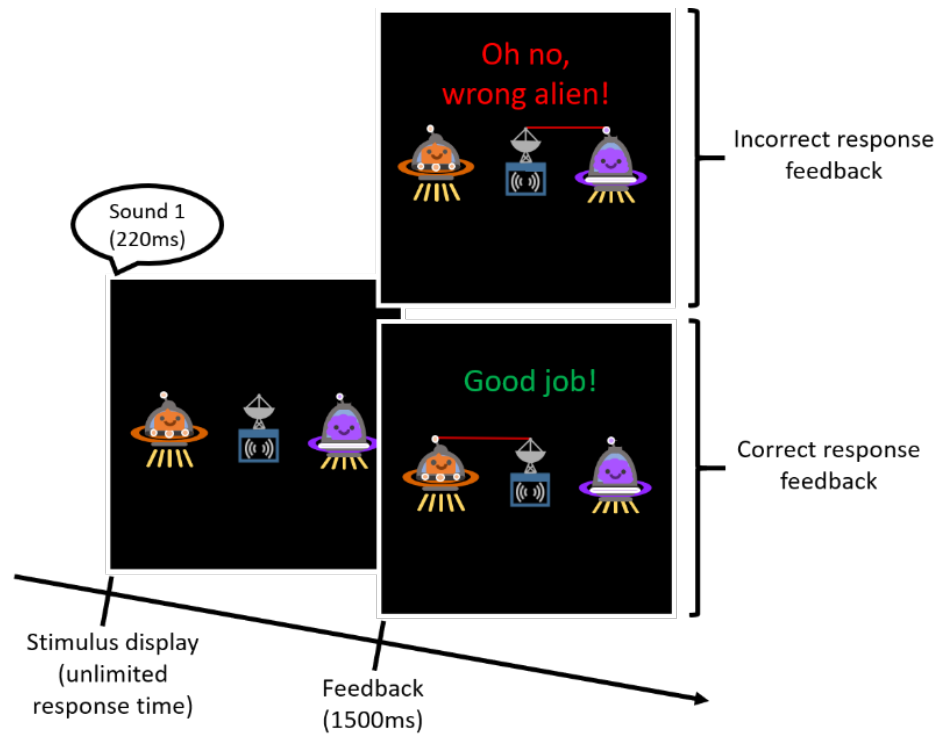 Oh no,
wrong alien!
Incorrect response
feedback
Sound 1
(220ms)
Good job!
Correct response
feedback
Stimulus display
(unlimited
response time)
Feedback
(1500ms)